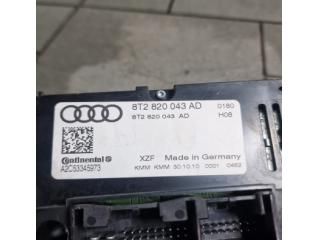 8T2 820 043 AD 0180
8T2 820 043 AD H08
Continental
A2C53345973
XZF Made in Germany
KMM KMM 30.10.10 0001 0462